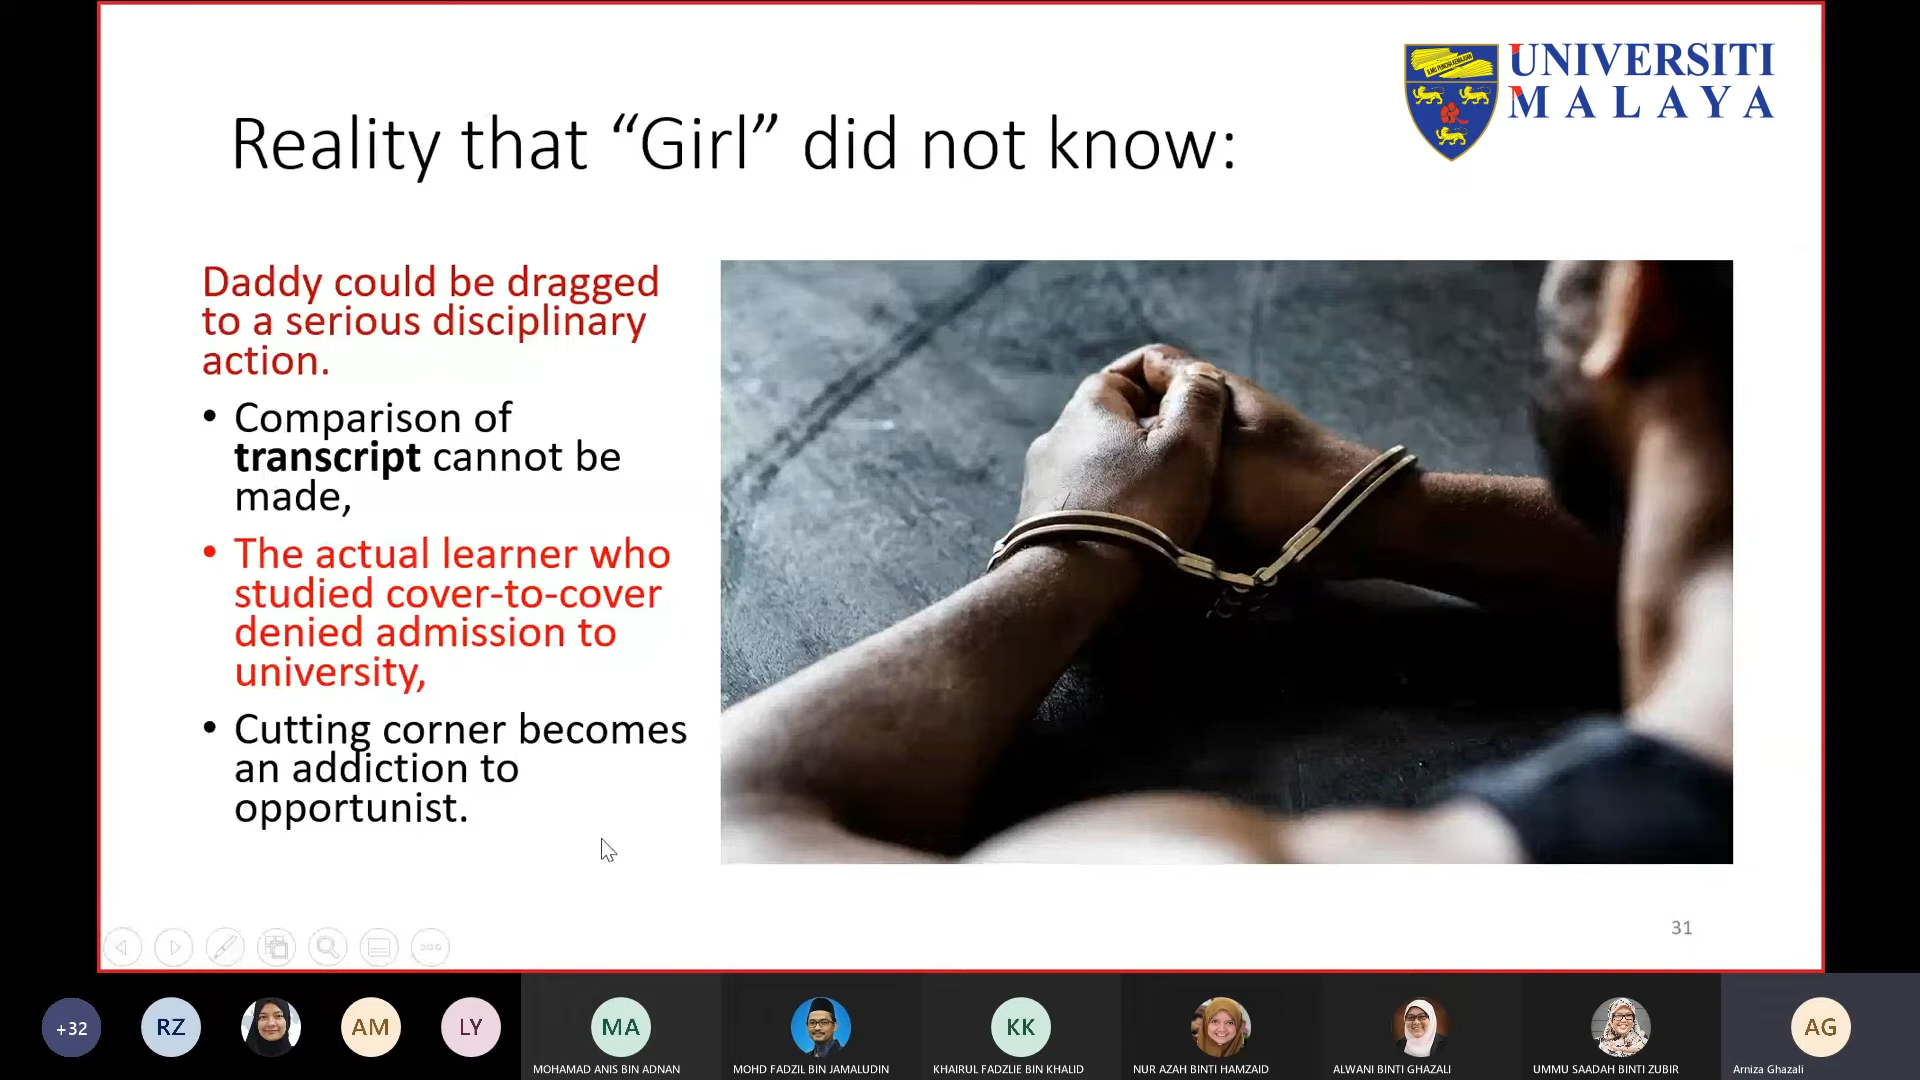 UNIVERSITI
MALAYA
Reality that “Girl” did not know:
Daddy could be dragged
to a serious disciplinary
action.
• Comparison of
transcript cannot be
made,
• The actual learner who
studied cover-to-cover
denied admission to
university,
• Cutting corner becomes
an addiction to
opportunist.
31
+32
RZ
AM
LY
MA
KK
AG
MOHAMAD ANIS BIN ADNAN
MOHD FADZIL BIN JAMALUDIN
KHAIRUL FADZLIE BIN KHALID
NUR AZAH BINTI HAMZAID
ALWANI BINTI GHAZALI
UMMU SAADAH BINTI ZUBIR
Arniza Ghazali